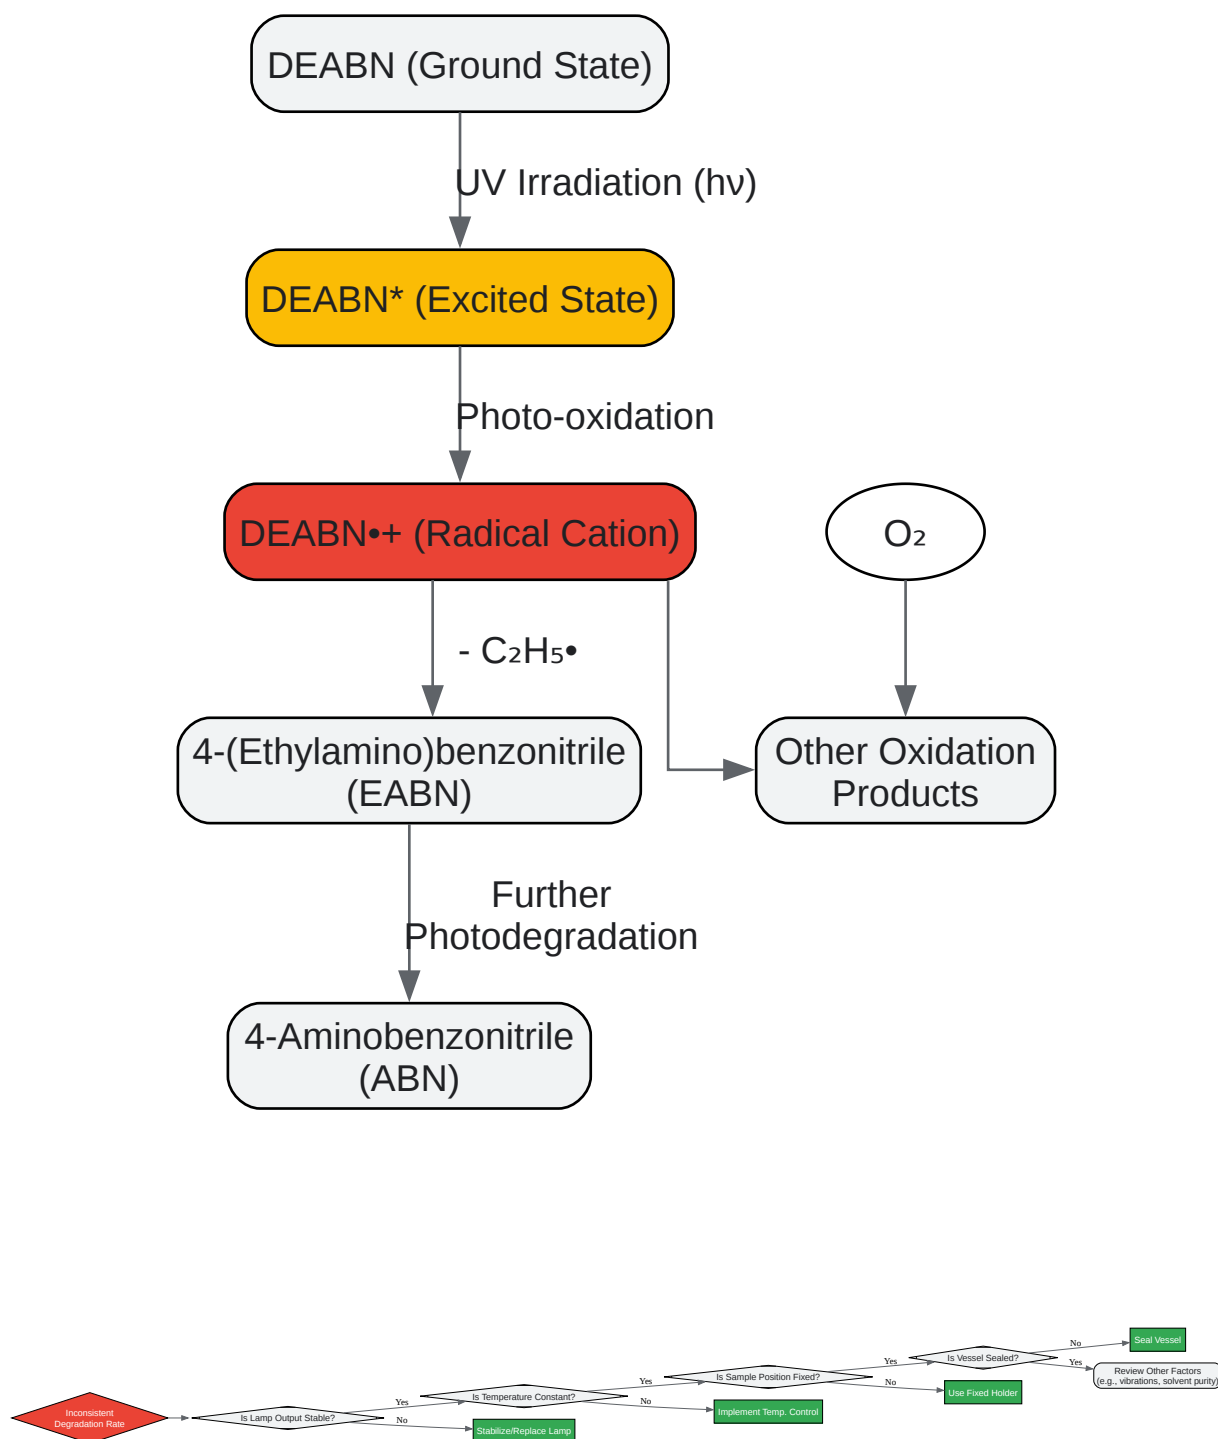 DEABN (Ground State)
UV Irradiation (hν)
DEABN* (Excited State)
Photo-oxidation
DEABN•+ (Radical Cation)
O₂
- C₂H₅•
4-(Ethylamino)benzonitrile
(EABN)
Other Oxidation
Products
Further
Photodegradation
4-Aminobenzonitrile
(ABN)
Inconsistent
Degradation Rate
Is Lamp Output Stable?
Yes
No
Stabilize/Replace Lamp
Is Temperature Constant?
Yes
No
Implement Temp. Control
Is Sample Position Fixed?
Yes
No
Use Fixed Holder
Is Vessel Sealed?
No
Seal Vessel
Yes
Review Other Factors
(e.g., vibrations, solvent purity)